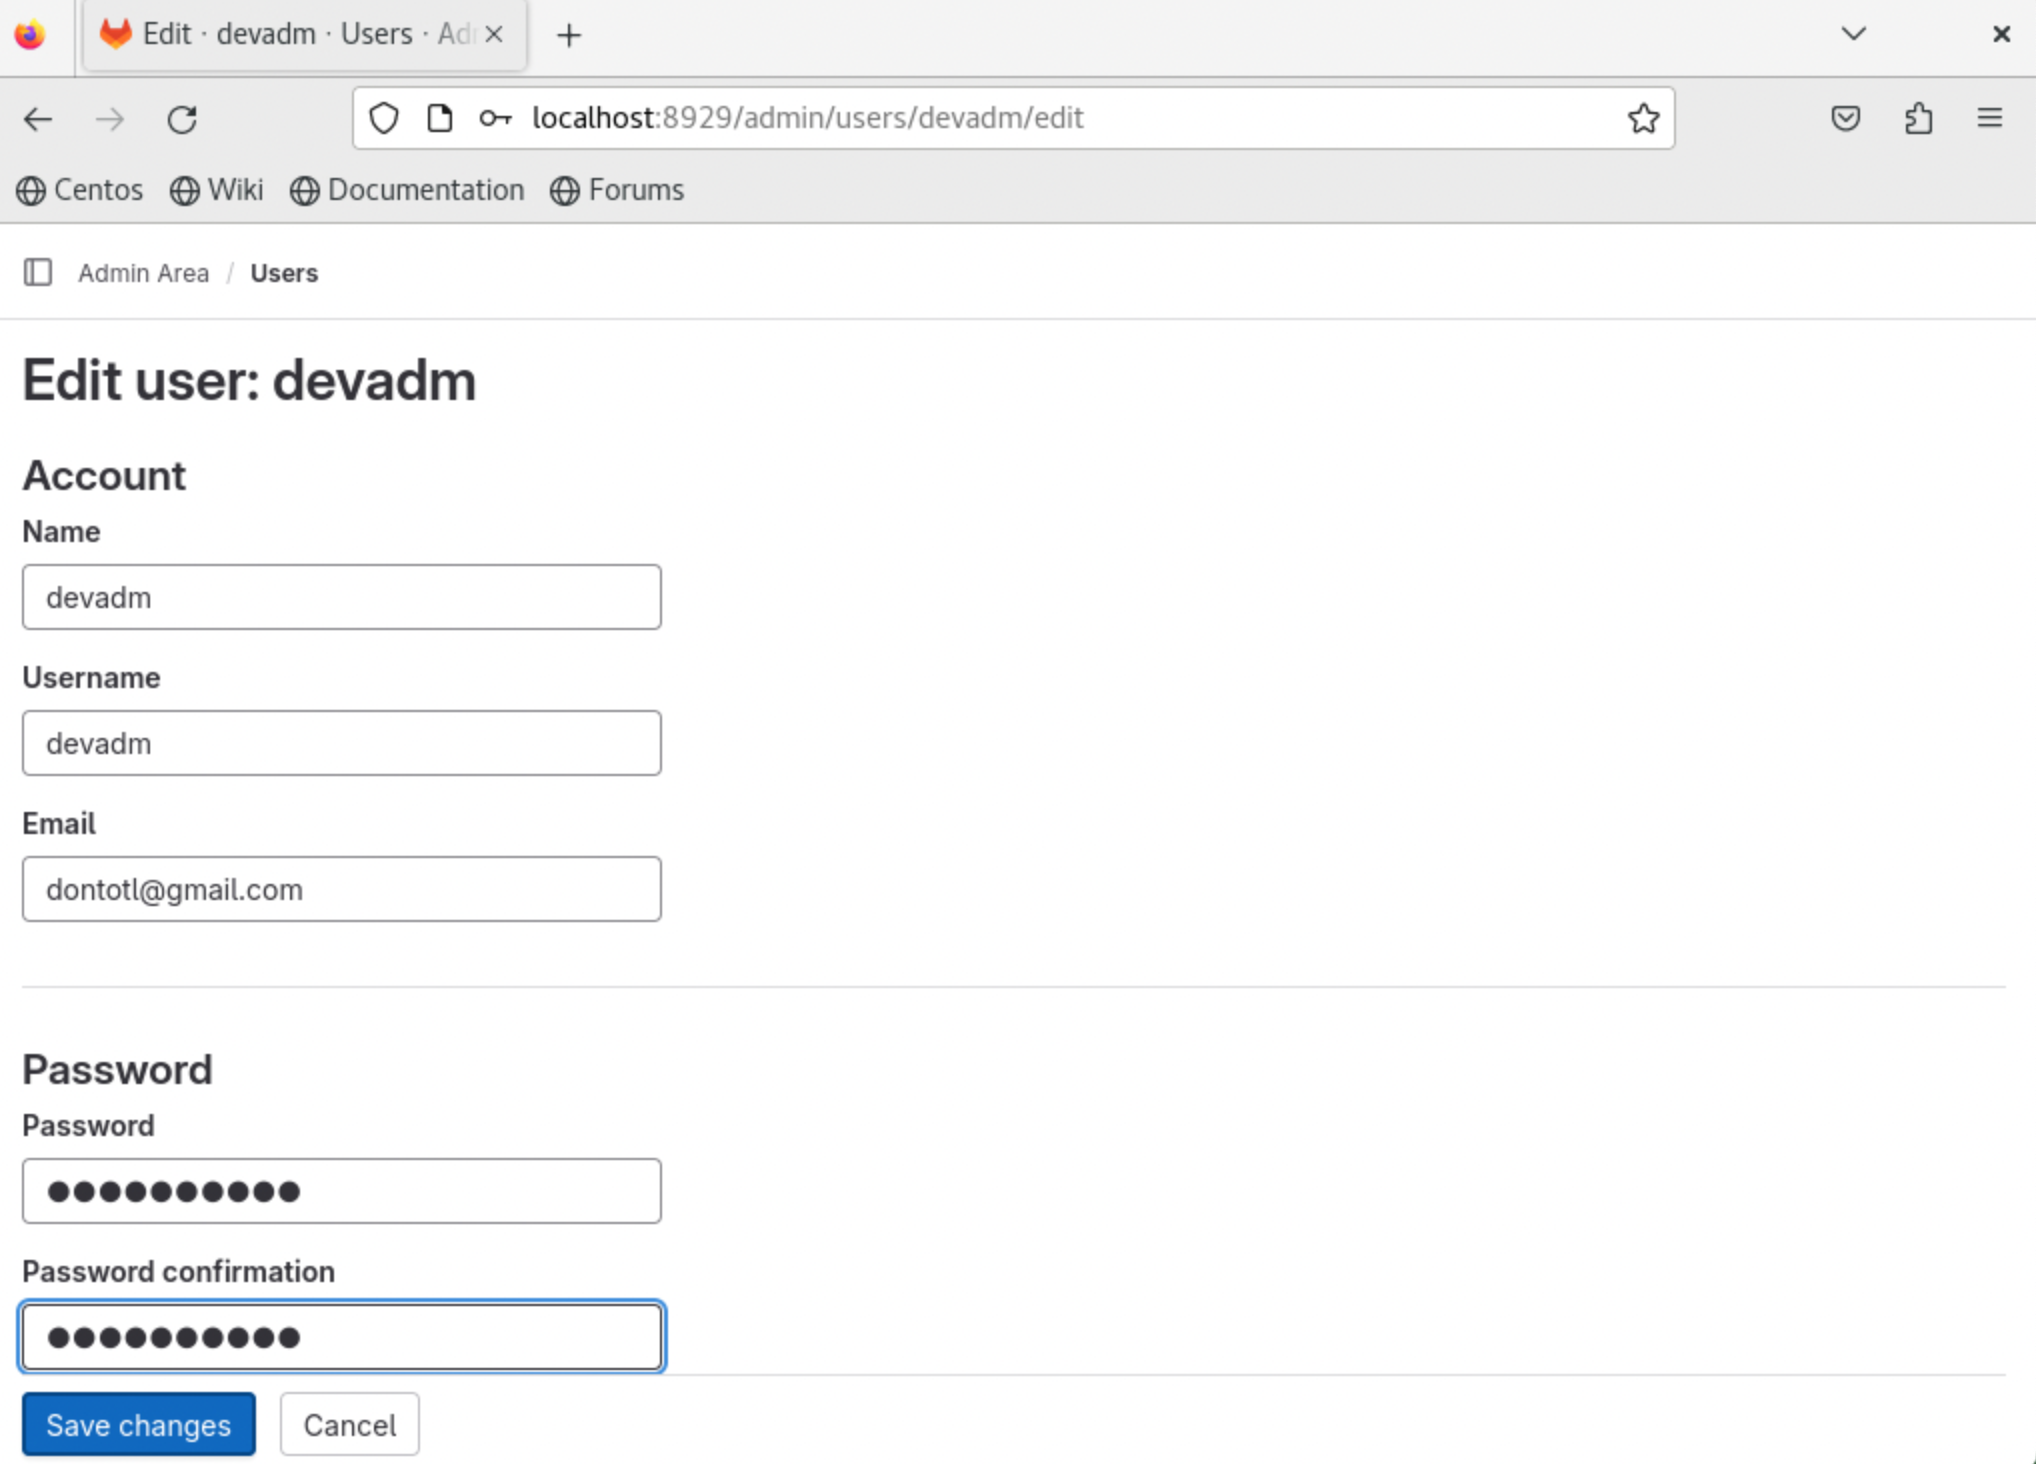 Edit · devadm · Users · Ad
localhost:8929/admin/users/devadm/edit
Centos Wiki Documentation Forums
Admin Area / Users
Edit user: devadm
Account
Name
devadm
Username
devadm
Email
dontotl@gmail.com
Password
Password
●●●●●●●●●●
Password confirmation
●●●●●●●●●●
Save changes Cancel